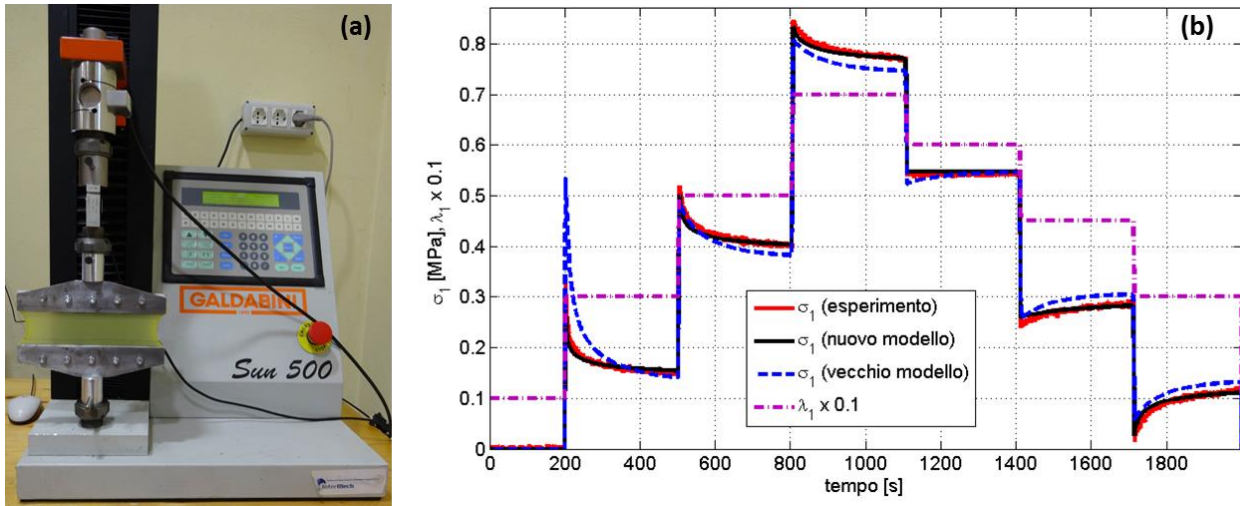 (a)
GALDABINI
Sun 500
(b)
σ₁ [MPa], λ₁ x 0.1
0.8
0.7
0.6
0.5
0.4
0.3
0.2
0.1
0
σ₁ (esperimento)
σ₁ (nuovo modello)
σ₁ (vecchio modello)
λ₁ x 0.1
0 200 400 600 800 1000 1200 1400 1600 1800
tempo [s]